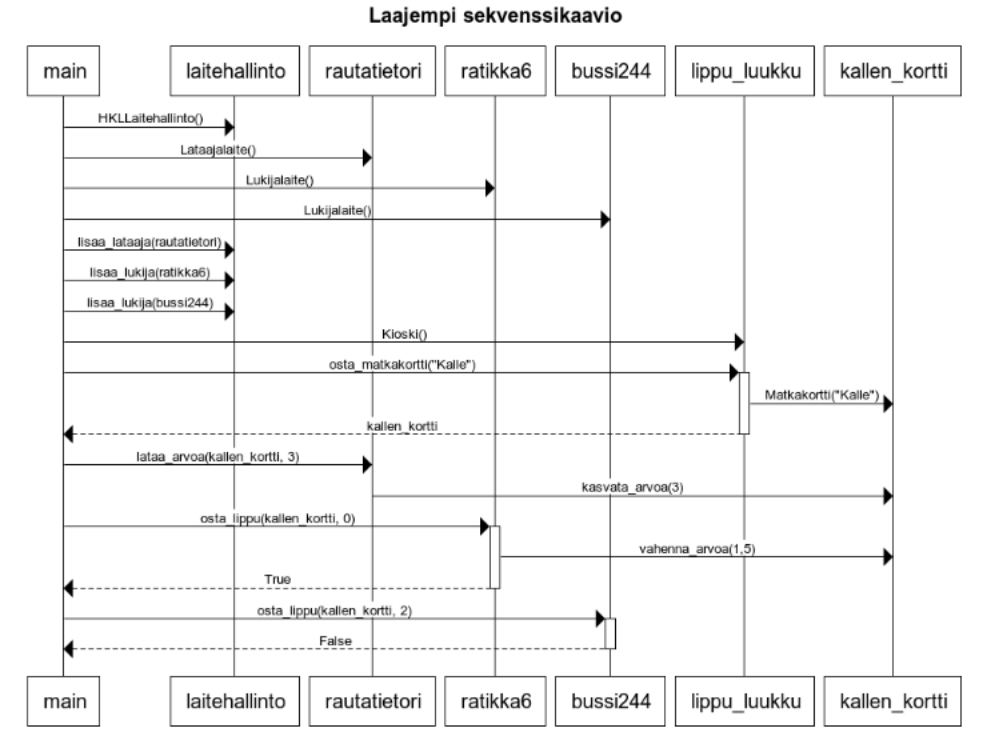 Laajempi sekvenssikaavio
main
laitehallinto
rautatietori
ratikka6
bussi244
lippu_luukku
kallen_kortti
HKLLaitehallinto()
Lataajalaite()
Lukijalaite()
Lukijalaite()
lisaa_lataaja(rautatietori)
lisaa_lukija(ratikka6)
lisaa_lukija(bussi244)
Kioski()
osta_matkakortti("Kalle")
Matkakortti("Kalle")
kallen_kortti
lataa_arvoa(kallen_kortti, 3)
kasvata_arvoa(3)
osta_lippu(kallen_kortti, 0)
vahenna_arvoa(1,5)
True
osta_lippu(kallen_kortti, 2)
False
main
laitehallinto
rautatietori
ratikka6
bussi244
lippu_luukku
kallen_kortti